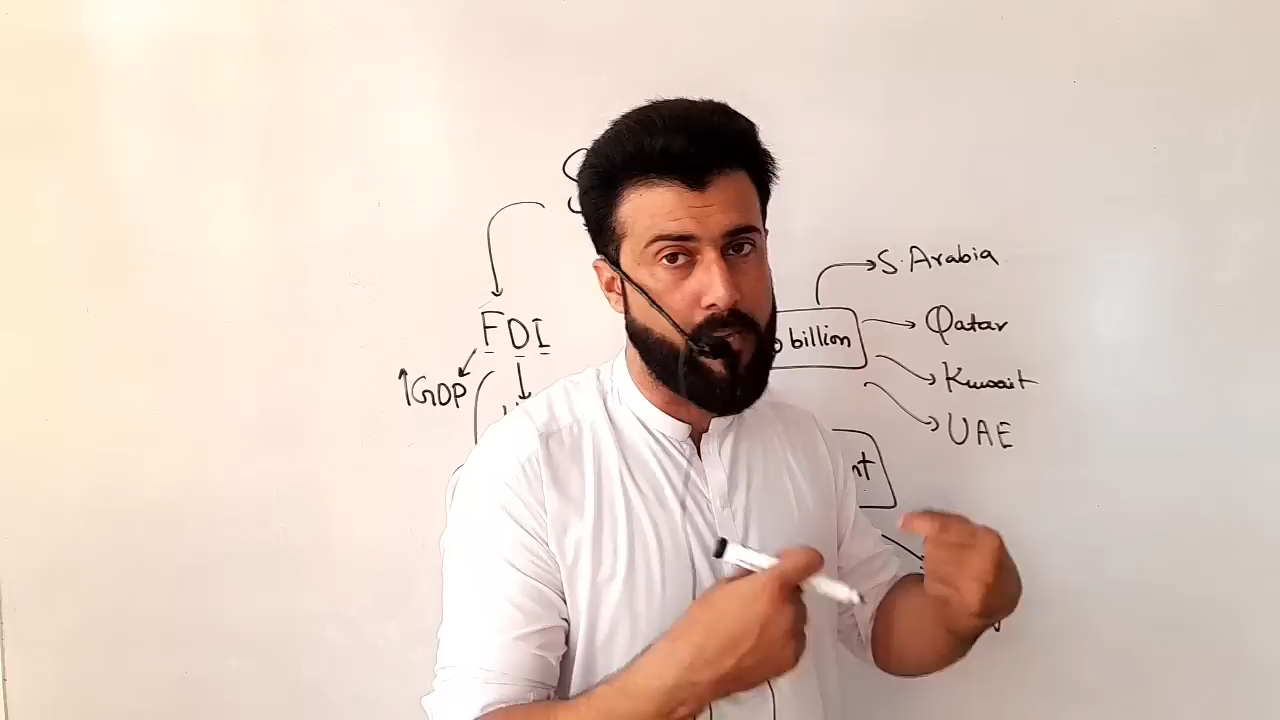 S. Arabia
FDI
billion
Qatar
↑GDP
Kuwait
UAE